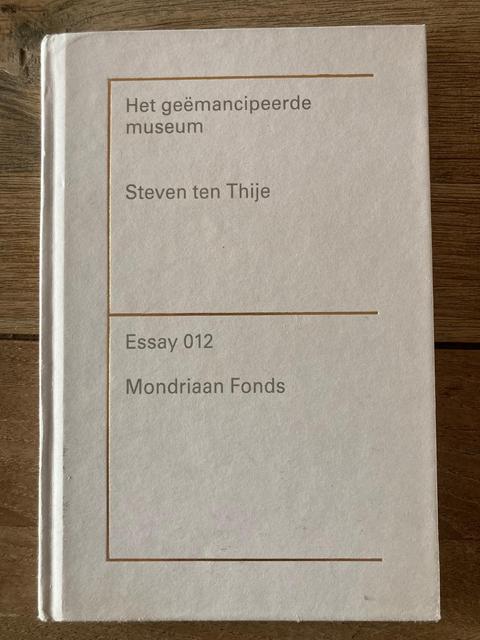 Het geëmancipeerde
museum
Steven ten Thije
Essay 012
Mondriaan Fonds